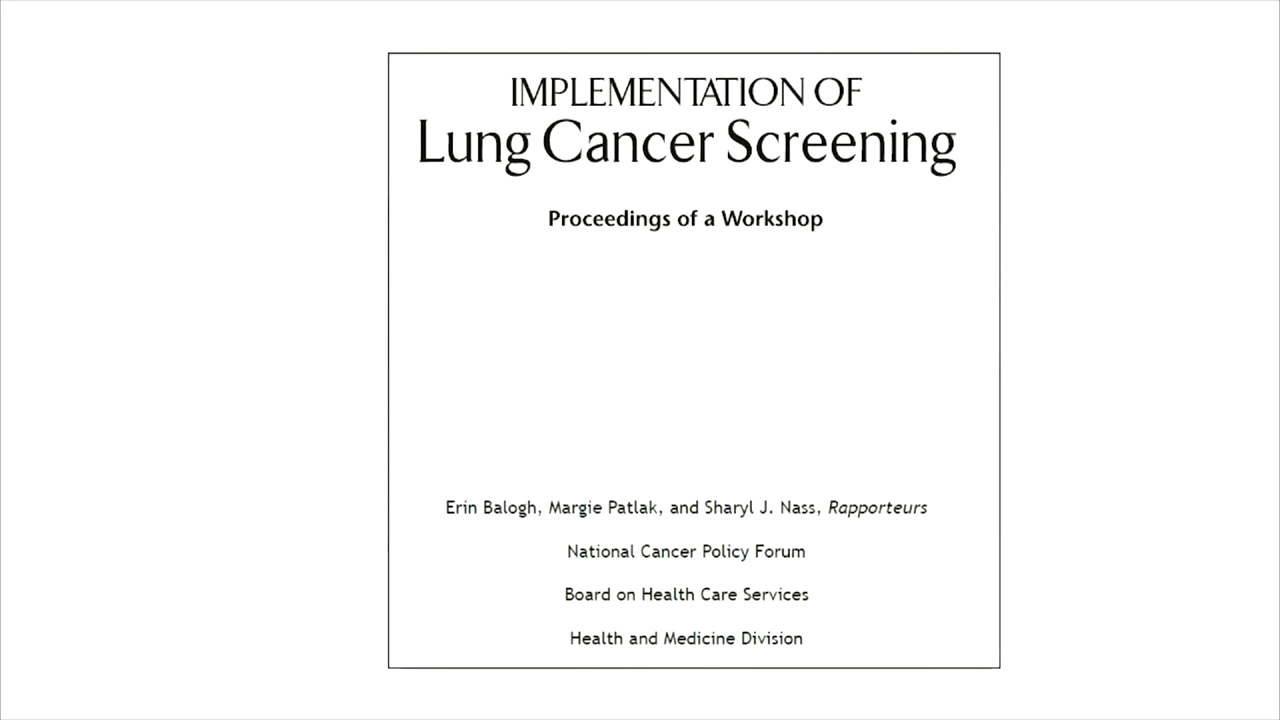 IMPLEMENTATION OF
Lung Cancer Screening
Proceedings of a Workshop
Erin Balogh, Margie Patlak, and Sharyl J. Nass, Rapporteurs
National Cancer Policy Forum
Board on Health Care Services
Health and Medicine Division